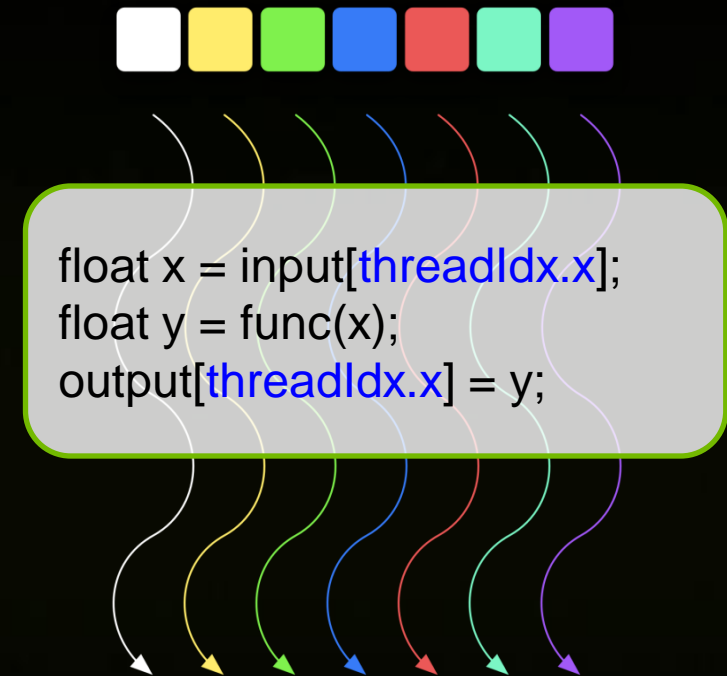 float x = input[threadIdx.x];
float y = func(x);
output[threadIdx.x] = y;